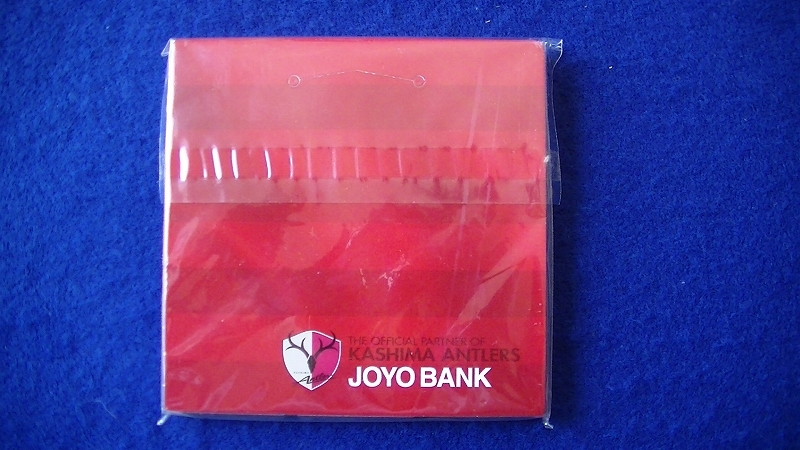 THE OFFICIAL PARTNER OF
KASHIMA ANTLERS
JOYO BANK